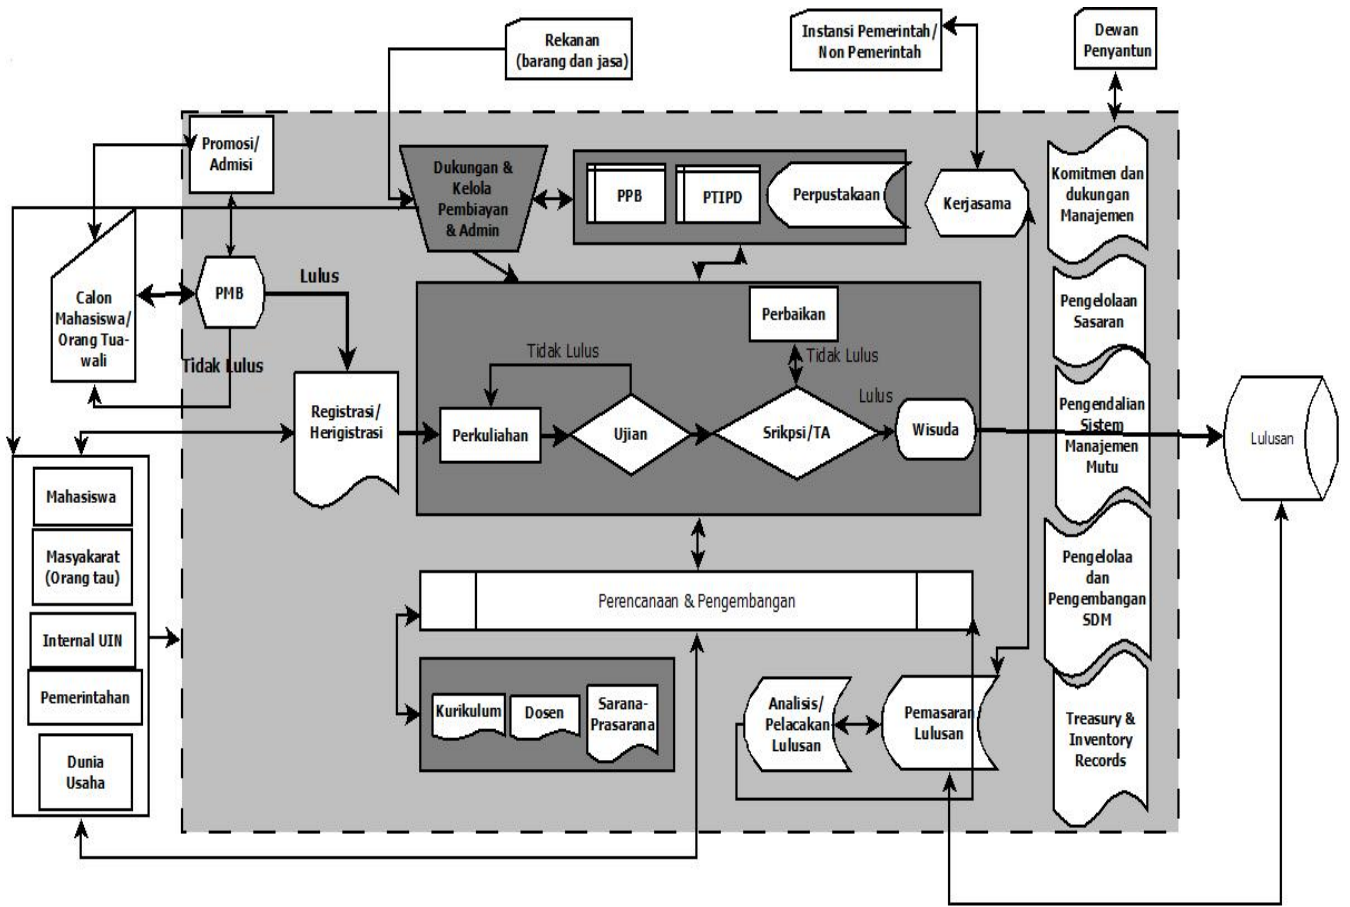 Rekanan
(barang dan jasa)
Instansi Pemerintah/
Non Pemerintah
Dewan
Penyantun
Promosi/
Admisi
Dukungan &
Kelola
Pembiayan
& Admin
PPB
PTIPD
Perpustakaan
Kerjasama
Komitmen dan
dukungan
Manajemen
Calon
Mahasiswa/
Orang Tua-
wali
PMB
Lulus
Tidak Lulus
Perbaikan
Pengelolaan
Sasaran
Tidak Lulus
Tidak Lulus
Registrasi/
Herigistrasi
Perkuliahan
Ujian
Srikpsi/TA
Lulus
Wisuda
Pengendalian
Sistem
Manajemen
Mutu
Lulusan
Mahasiswa
Masyakarat
(Orang tau)
Internal UIN
Pemerintahan
Dunia
Usaha
Perencanaan & Pengembangan
Pengelolaa
dan
Pengembangan
SDM
Kurikulum
Dosen
Sarana-
Prasarana
Analisis/
Pelacakan
Lulusan
Pemasaran
Lulusan
Treasury &
Inventory
Records